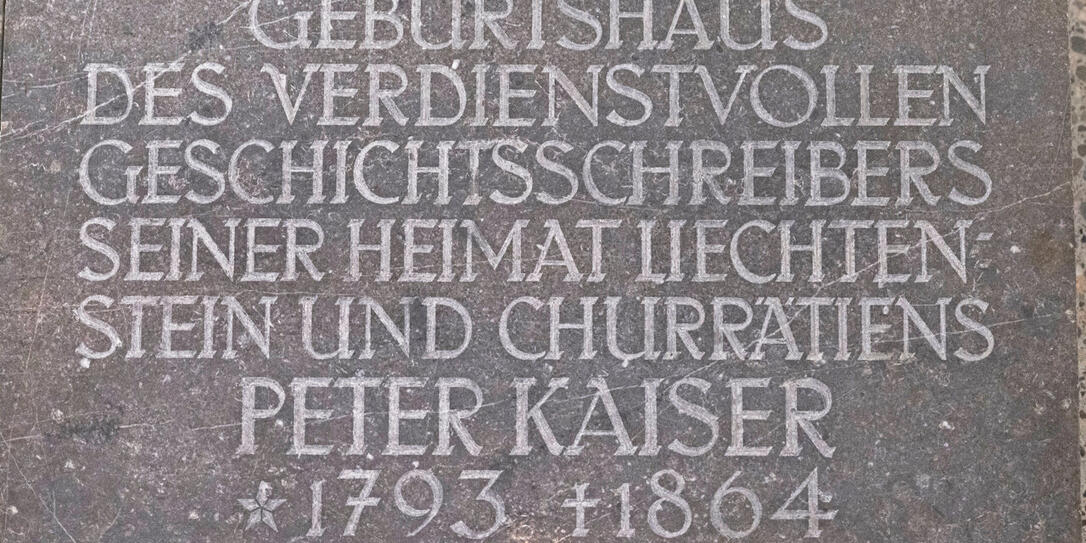 GEBURTSHAUS
DES VERDIENSTVOLLEN
GESCHICHTSSCHREIBERS
SEINER HEIMAT LIECHTEN=
STEIN UND CHURRÄTIENS
PETER KAISER
★ 1793 † 1864